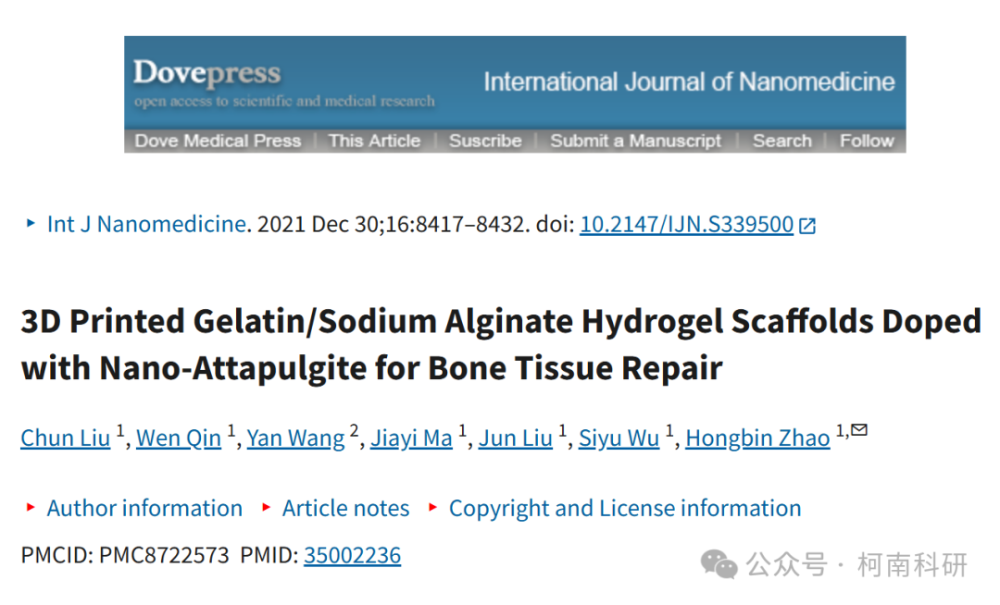 Dovepress
open access to scientific and medical research
International Journal of Nanomedicine
Dove Medical Press | This Article | Suscribe | Submit a Manuscript | Search | Follow
Int J Nanomedicine. 2021 Dec 30;16:8417–8432. doi: 10.2147/IJN.S339500
3D Printed Gelatin/Sodium Alginate Hydrogel Scaffolds Doped
with Nano-Attapulgite for Bone Tissue Repair
Chun Liu 1, Wen Qin 1, Yan Wang 2, Jiayi Ma 1, Jun Liu 1, Siyu Wu 1, Hongbin Zhao 1,✉
Author information Article notes Copyright and License information
PMCID: PMC8722573 PMID: 35002236
公众号 · 柯南科研